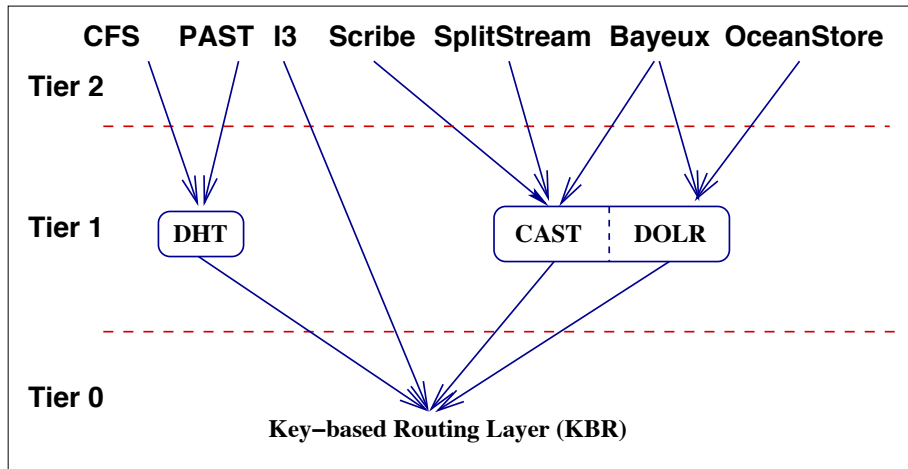 CFS PAST I3 Scribe SplitStream Bayeux OceanStore
Tier 2
Tier 1
DHT
CAST
DOLR
Tier 0
Key−based Routing Layer (KBR)